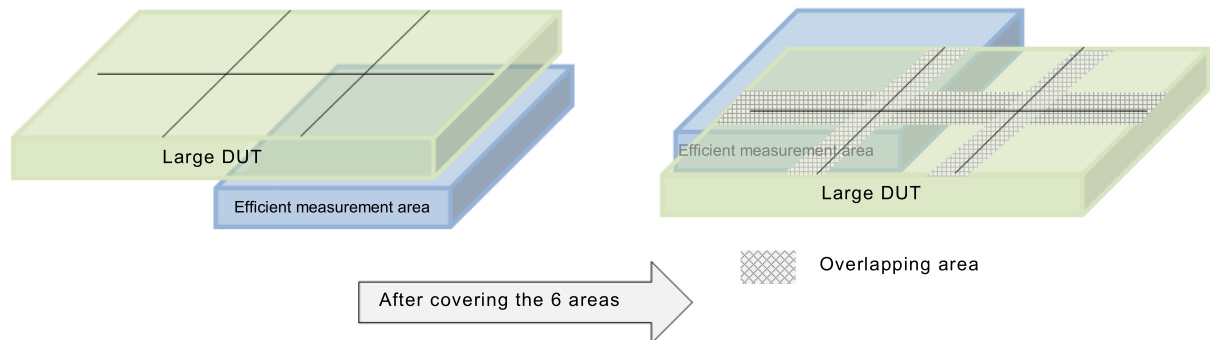 Large DUT
Efficient measurement area
Efficient measurement area
Large DUT
Overlapping area
After covering the 6 areas